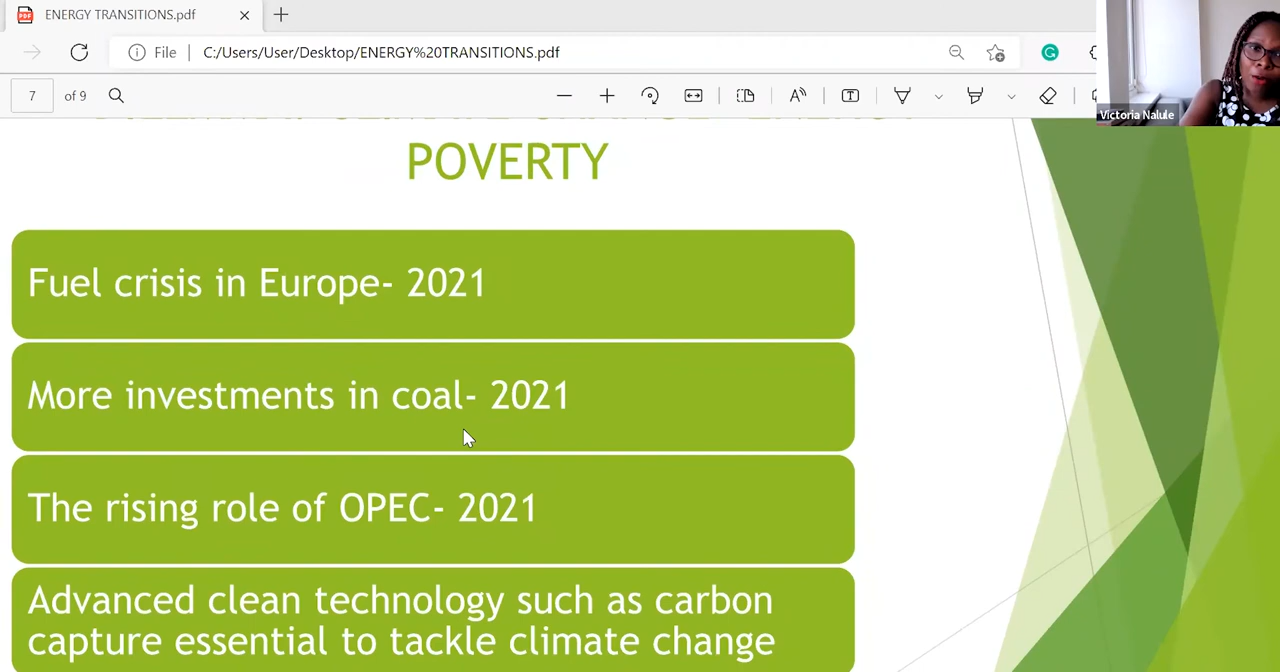 ENERGY TRANSITIONS.pdf
File
C:/Users/User/Desktop/ENERGY%20TRANSITIONS.pdf
7 of 9
Victoria Nalule
POVERTY
Fuel crisis in Europe- 2021
More investments in coal- 2021
The rising role of OPEC- 2021
Advanced clean technology such as carbon
capture essential to tackle climate change